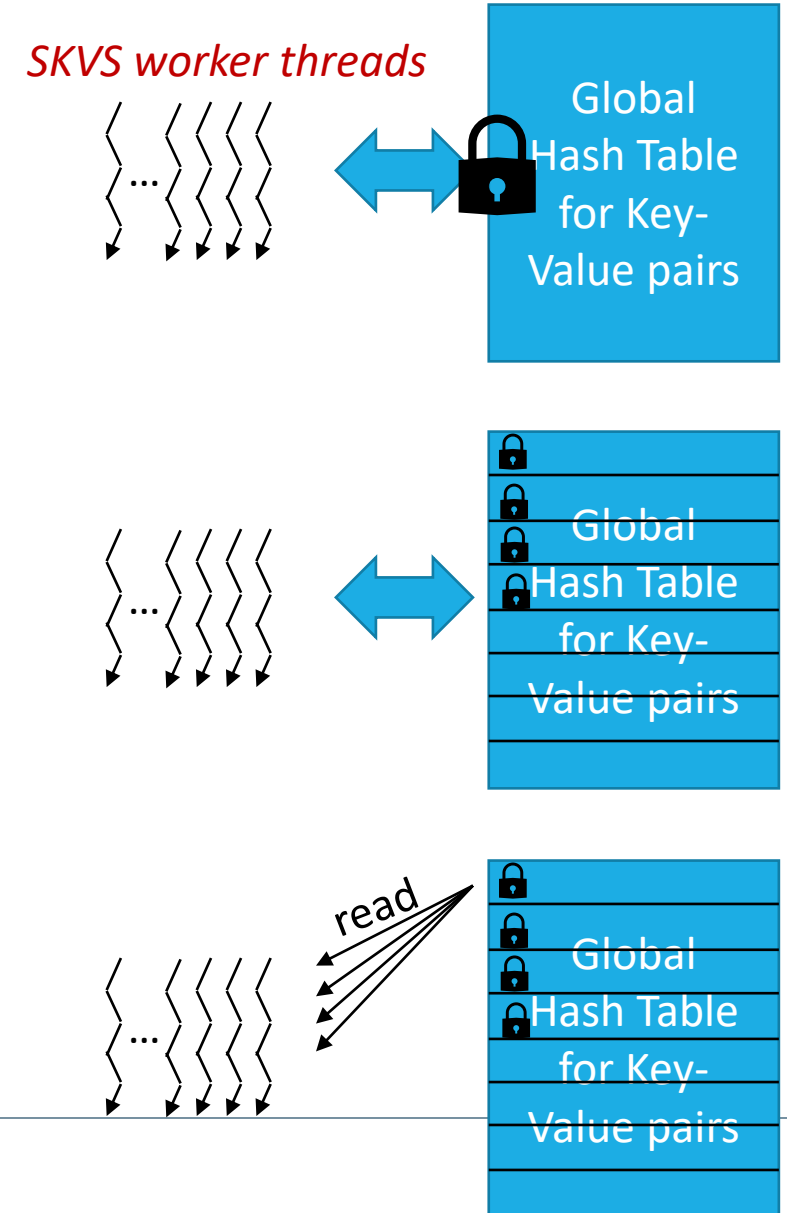 SKVS worker threads
...
Global
Hash Table
for Key-
Value pairs
...
Global
Hash Table
for Key-
Value pairs
read
...
Global
Hash Table
for Key-
Value pairs